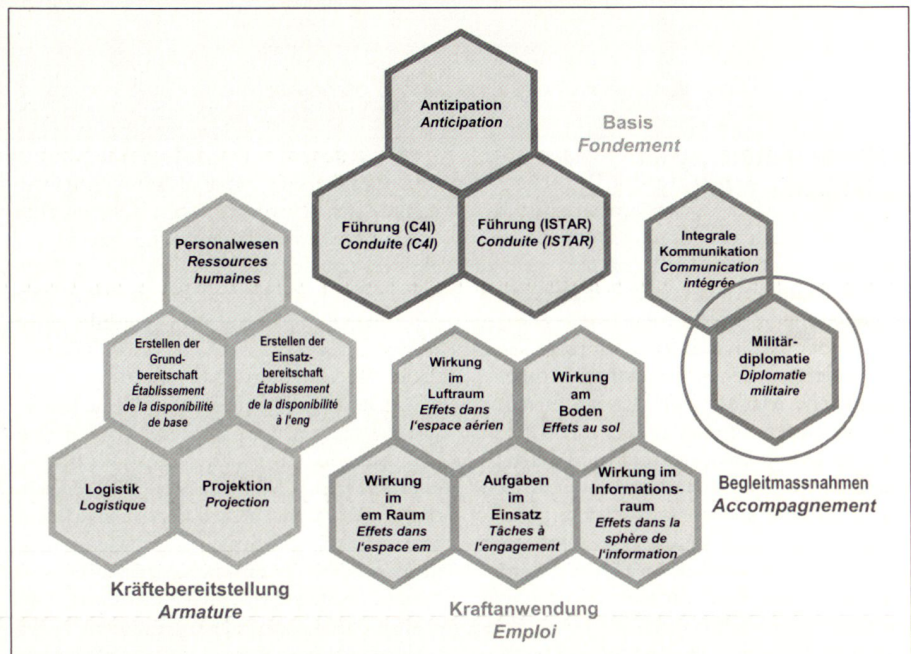 Antizipation
Anticipation
Basis
Fondement
Führung (C4I)
Conduite (C4I)
Führung (ISTAR)
Conduite (ISTAR)
Personalwesen
Ressources
humaines
Erstellen der
Grund-
bereitschaft
Établissement
de la disponibilité
de base
Erstellen der
Einsatz-
bereitschaft
Établissement
de la disponibilité
à l'eng
Logistik
Logistique
Projektion
Projection
Kräftebereitstellung
Armature
Wirkung
im
Luftraum
Effets dans
l'espace aérien
Wirkung
am
Boden
Effets au sol
Wirkung
im
em Raum
Effets dans
l'espace em
Aufgaben
im
Einsatz
Tâches à
l'engagement
Wirkung im
Informations-
raum
Effets dans la
sphère de
l'information
Kraftanwendung
Emploi
Integrale
Kommunikation
Communication
intégrée
Militär-
diplomatie
Diplomatie
militaire
Begleitmassnahmen
Accompagnement